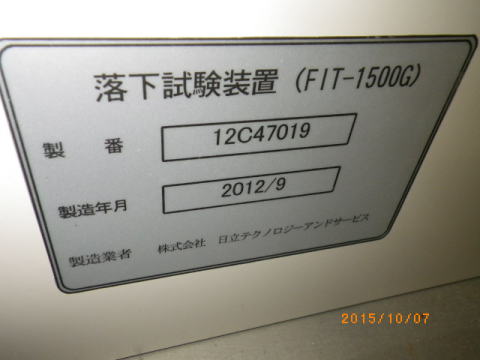 落下試験装置(FIT-1500G)
製 番 12C47019
製造年月 2012/9
製造業者 株式会社 日立テクノロジーアンドサービス
2015/10/07